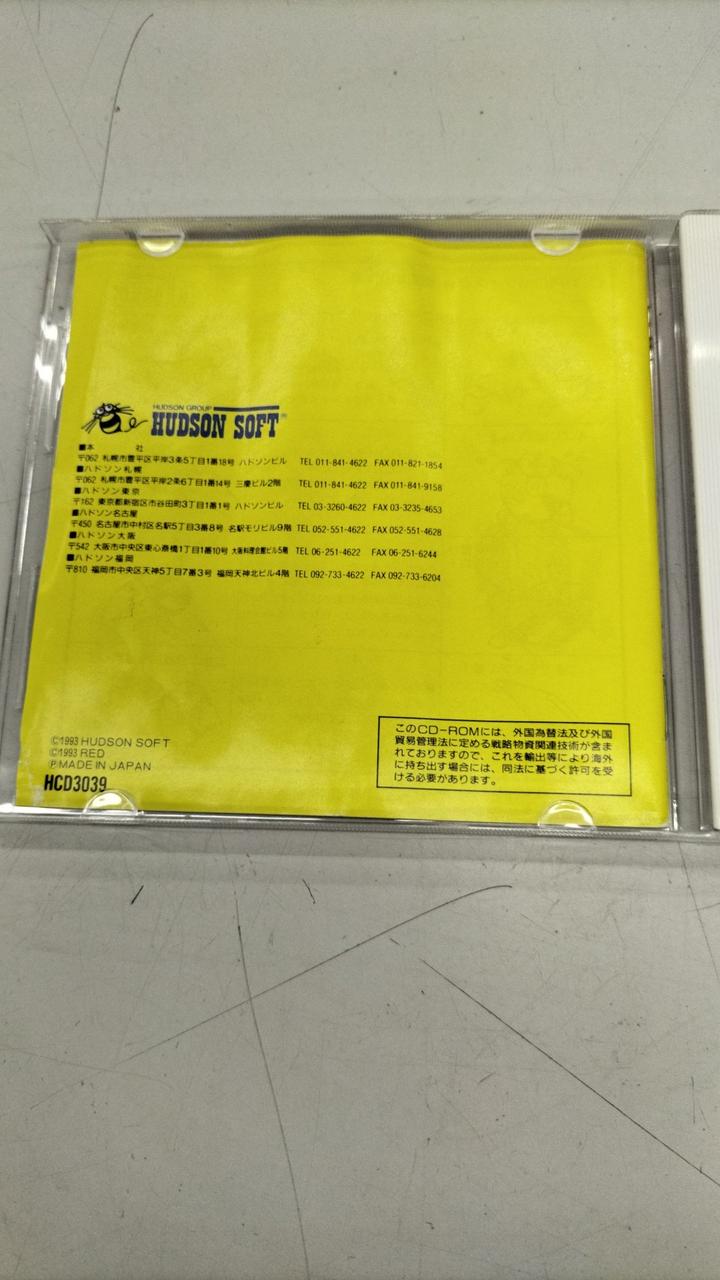 HUDSON GROUP
HUDSON SOFT®
■本　　　社
〒062 札幌市豊平区平岸3条5丁目1番18号 ハドソンビル TEL 011-841-4622 FAX 011-821-1854
■ハドソン札幌
〒062 札幌市豊平区平岸2条6丁目1番14号 三慶ビル2階 TEL 011-841-4622 FAX 011-841-9158
■ハドソン東京
〒162 東京都新宿区市谷田町3丁目1番1号 ハドソンビル TEL 03-3260-4622 FAX 03-3235-4653
■ハドソン名古屋
〒450 名古屋市中村区名駅5丁目3番8号 名駅モリビル9階 TEL 052-551-4622 FAX 052-551-4628
■ハドソン大阪
〒542 大阪市中央区東心斎橋1丁目1番10号 大阪料理会館ビル5階 TEL 06-251-4622 FAX 06-251-6244
■ハドソン福岡
〒810 福岡市中央区天神5丁目7番3号 福岡天神北ビル4階 TEL 092-733-4622 FAX 092-733-6204
©1993 HUDSON SOFT
©1993 RED
ⓅMADE IN JAPAN
HCD3039
このCD-ROMには、外国為替法及び外国
貿易管理法に定める戦略物資関連技術が含ま
れておりますので、これを輸出等により海外
に持ち出す場合には、同法に基づく許可を受
ける必要があります。